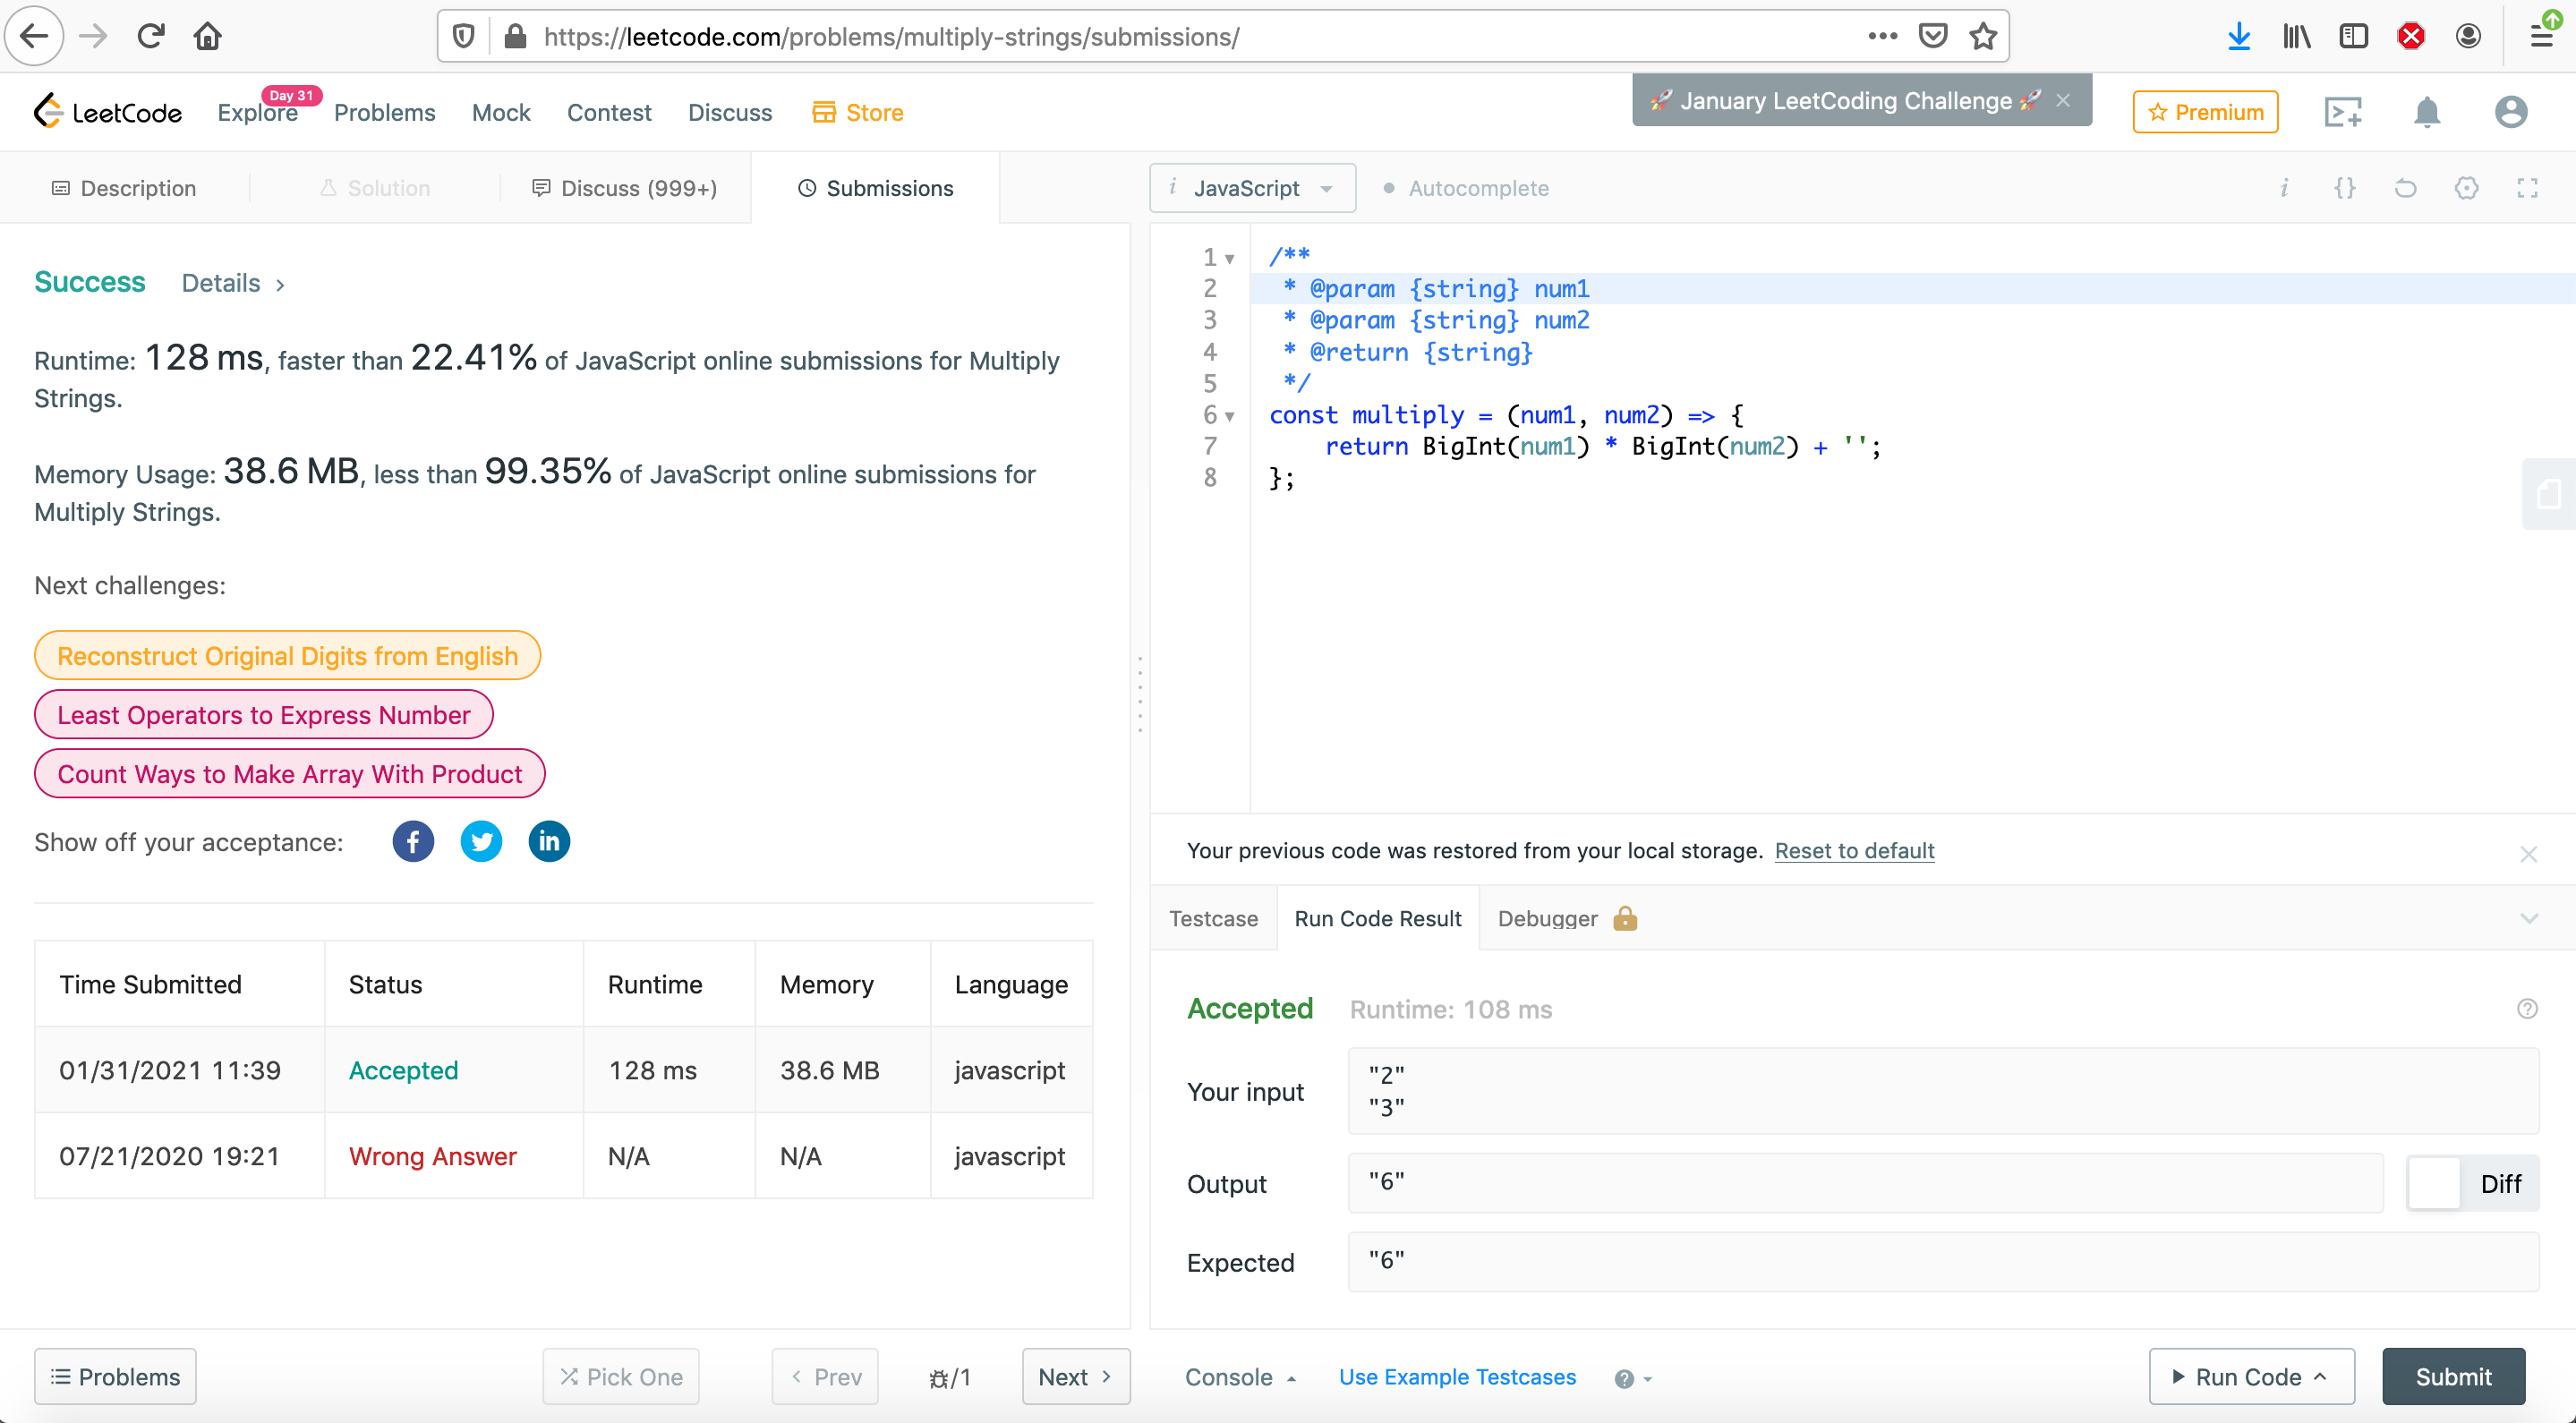 https://leetcode.com/problems/multiply-strings/submissions/
LeetCode
Explore
Day 31
Problems
Mock
Contest
Discuss
Store
🚀 January LeetCoding Challenge 🚀
Premium
Description
Solution
Discuss (999+)
Submissions
i JavaScript
Autocomplete
Success
Details
Runtime: 128 ms, faster than 22.41% of JavaScript online submissions for Multiply
Strings.
Memory Usage: 38.6 MB, less than 99.35% of JavaScript online submissions for
Multiply Strings.
Next challenges:
Reconstruct Original Digits from English
Least Operators to Express Number
Count Ways to Make Array With Product
Show off your acceptance:
Time Submitted Status Runtime Memory Language
01/31/2021 11:39 Accepted 128 ms 38.6 MB javascript
07/21/2020 19:21 Wrong Answer N/A N/A javascript
Problems
Pick One
Prev
/1
Next
1 /**
2  * @param {string} num1
3  * @param {string} num2
4  * @return {string}
5  */
6 const multiply = (num1, num2) => {
7     return BigInt(num1) * BigInt(num2) + '';
8 };
Your previous code was restored from your local storage. Reset to default
Testcase
Run Code Result
Debugger
Accepted Runtime: 108 ms
Your input
"2"
"3"
Output
"6"
Diff
Expected
"6"
Console
Use Example Testcases
Run Code
Submit